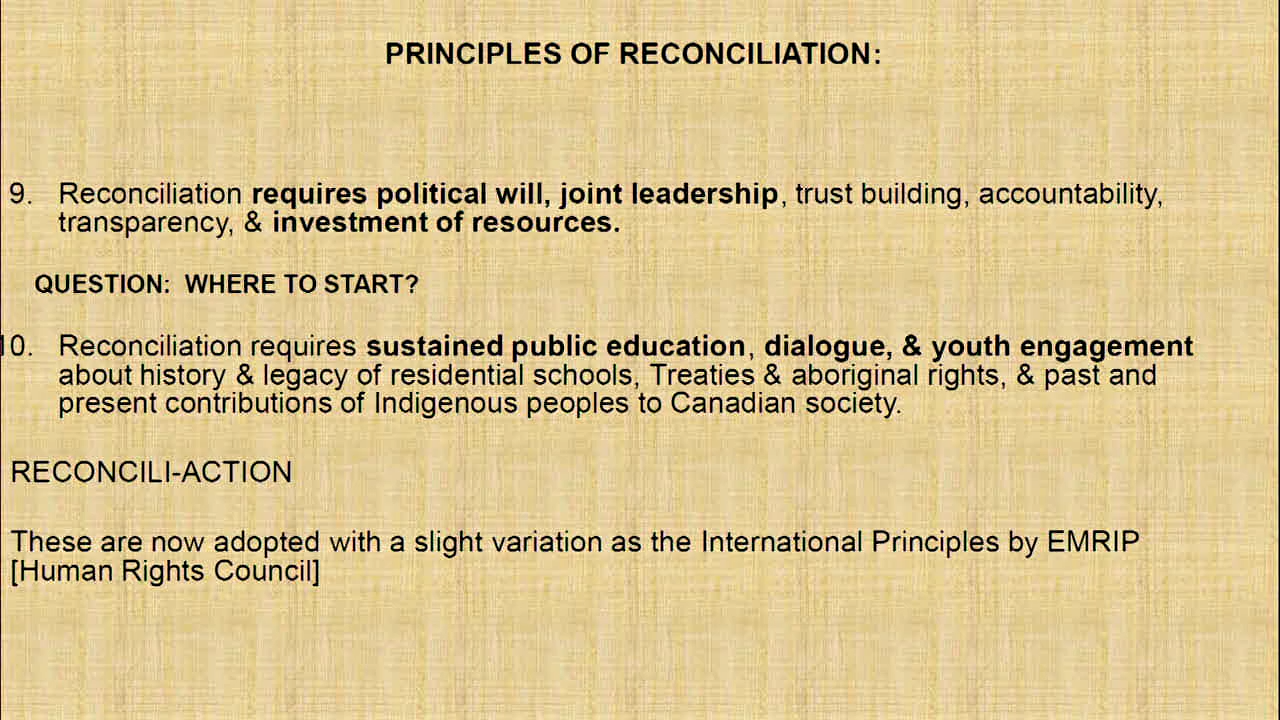 PRINCIPLES OF RECONCILIATION:
9. Reconciliation requires political will, joint leadership, trust building, accountability,
transparency, & investment of resources.
QUESTION: WHERE TO START?
10. Reconciliation requires sustained public education, dialogue, & youth engagement
about history & legacy of residential schools, Treaties & aboriginal rights, & past and
present contributions of Indigenous peoples to Canadian society.
RECONCILI-ACTION
These are now adopted with a slight variation as the International Principles by EMRIP
[Human Rights Council]